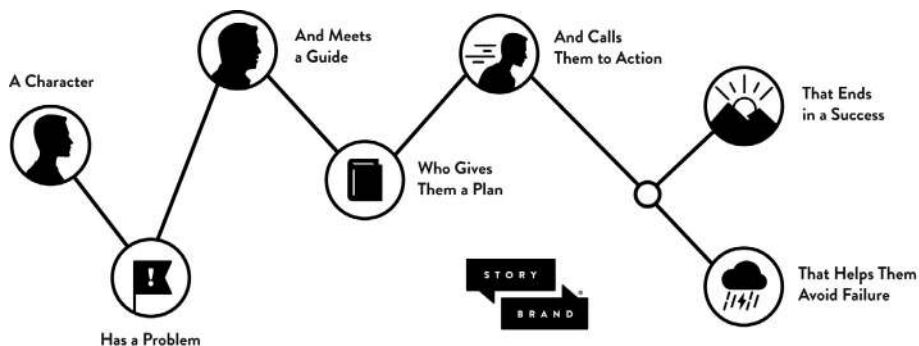 A Character
Has a Problem
And Meets
a Guide
Who Gives
Them a Plan
And Calls
Them to Action
That Ends
in a Success
That Helps Them
Avoid Failure
!
STORY
BRAND